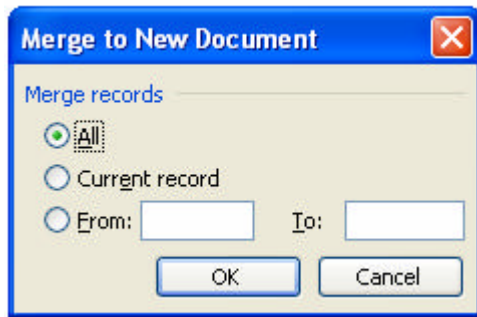 Merge to New Document
Merge records
All
Current record
From: To:
OK Cancel